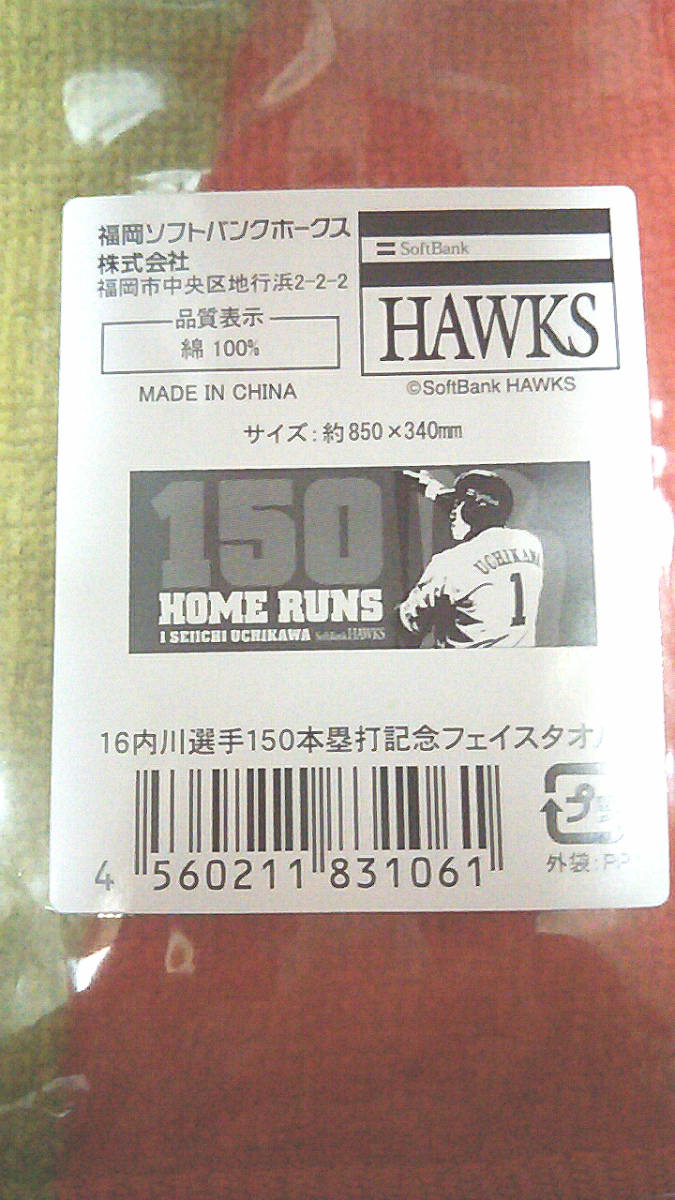 福岡ソフトバンクホークス
株式会社
福岡市中央区地行浜2-2-2
品質表示
綿 100%
MADE IN CHINA
SoftBank
HAWKS
©SoftBank HAWKS
サイズ:約850×340mm
150
HOME RUNS
1 SEIICHI UCHIKAWA SoftBank HAWKS
UCHIKAWA
1
16内川選手150本塁打記念フェイスタオル
4 560211 831061
プ
外袋:PP